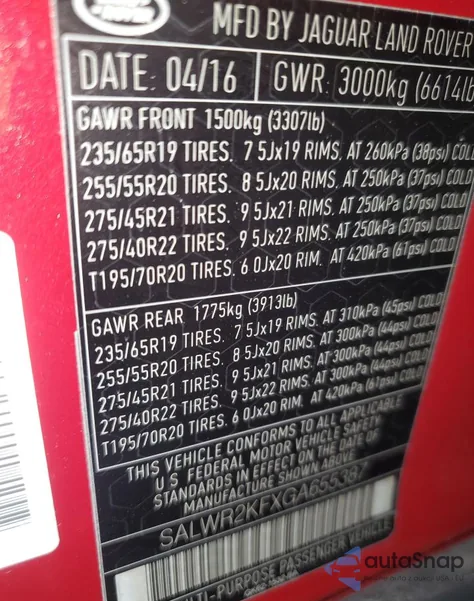 MFD BY JAGUAR LAND ROVER
DATE: 04/16 GWR: 3000kg (6614lb
GAWR FRONT 1500kg (3307lb)
235/65R19 TIRES. 7 5Jx19 RIMS. AT 260kPa (38psi) COLD
255/55R20 TIRES. 8 5Jx20 RIMS. AT 250kPa (37psi) COLD
275/45R21 TIRES. 9 5Jx21 RIMS. AT 250kPa (37psi) COLD
275/40R22 TIRES. 9 5Jx22 RIMS. AT 250kPa (37psi) COLD
T195/70R20 TIRES. 6 0Jx20 RIM. AT 420kPa (61psi) COLD
GAWR REAR 1775kg (3913lb)
235/65R19 TIRES. 7 5Jx19 RIMS. AT 310kPa (45psi) COLD
255/55R20 TIRES. 8 5Jx20 RIMS. AT 300kPa (44psi) COLD
275/45R21 TIRES. 9 5Jx21 RIMS. AT 300kPa (44psi) COLD
275/40R22 TIRES. 9 5Jx22 RIMS. AT 300kPa (44psi) COLD
T195/70R20 TIRES. 6 0Jx20 RIM. AT 420kPa (61psi) COLD
THIS VEHICLE CONFORMS TO ALL APPLICABLE
U S FEDERAL MOTOR VEHICLE SAFETY
STANDARDS IN EFFECT ON THE DATE OF
MANUFACTURE SHOWN ABOVE
SALWR2KFXGA655387
MULTI-PURPOSE PASSENGER VEHICLE
autaSnap